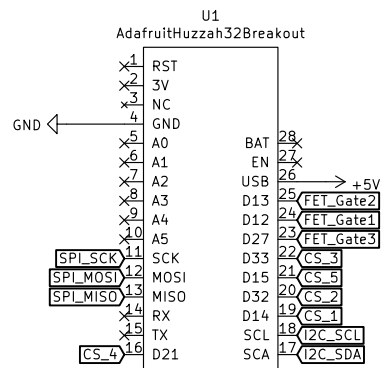 U1
AdafruitHuzzah32Breakout
1 RST
2 3V
3 NC
GND 4 GND
5 A0 BAT 28
6 A1 EN 27
7 A2 USB 26 +5V
8 A3 D13 25 FET_Gate2
9 A4 D12 24 FET_Gate1
10 A5 D27 23 FET_Gate3
SPI_SCK 11 SCK D33 22 CS_3
SPI_MOSI 12 MOSI D15 21 CS_5
SPI_MISO 13 MISO D32 20 CS_2
14 RX D14 19 CS_1
15 TX SCL 18 I2C_SCL
CS_4 16 D21 SCA 17 I2C_SDA